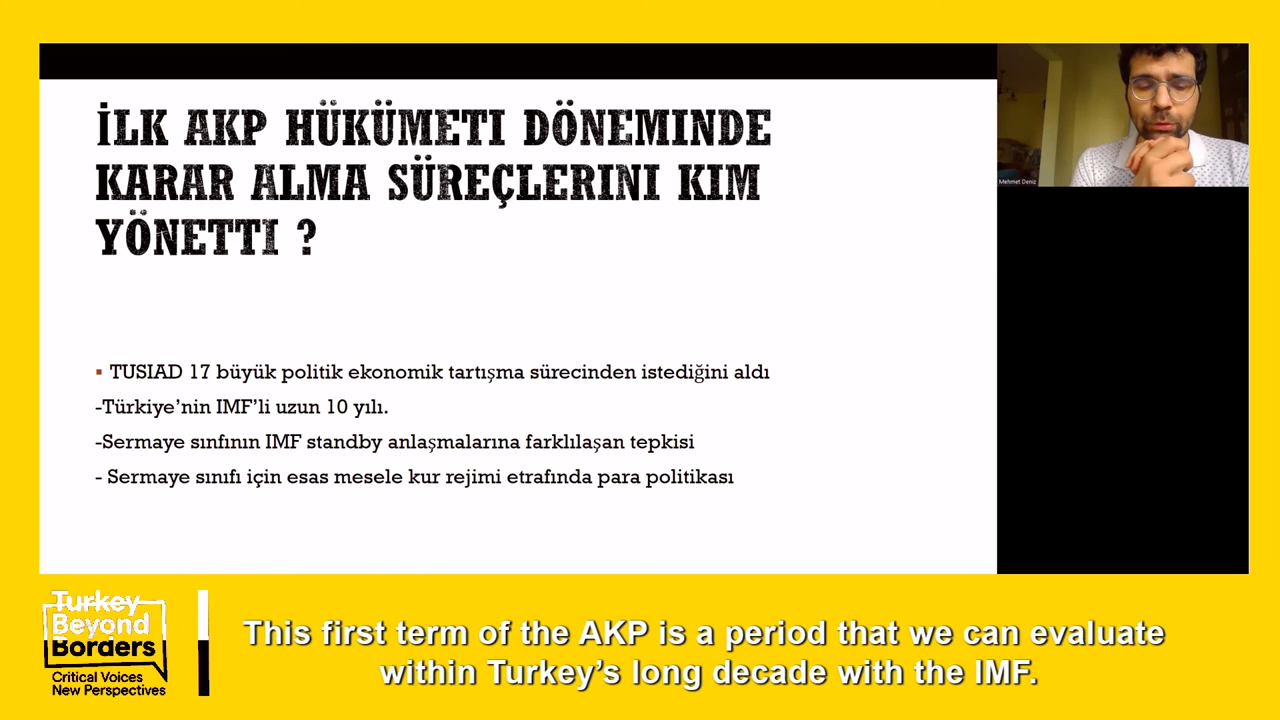 İLK AKP HÜKÜMETI DÖNEMINDE
KARAR ALMA SÜREÇLERINI KIM
YÖNETTI ?
▪ TUSIAD 17 büyük politik ekonomik tartışma sürecinden istediğini aldı
-Türkiye’nin IMF’li uzun 10 yılı.
-Sermaye sınfının IMF standby anlaşmalarına farklılaşan tepkisi
- Sermaye sınıfı için esas mesele kur rejimi etrafında para politikası
Mehmet Deniz
Turkey
Beyond
Borders
Critical Voices
New Perspectives
This first term of the AKP is a period that we can evaluate
within Turkey’s long decade with the IMF.